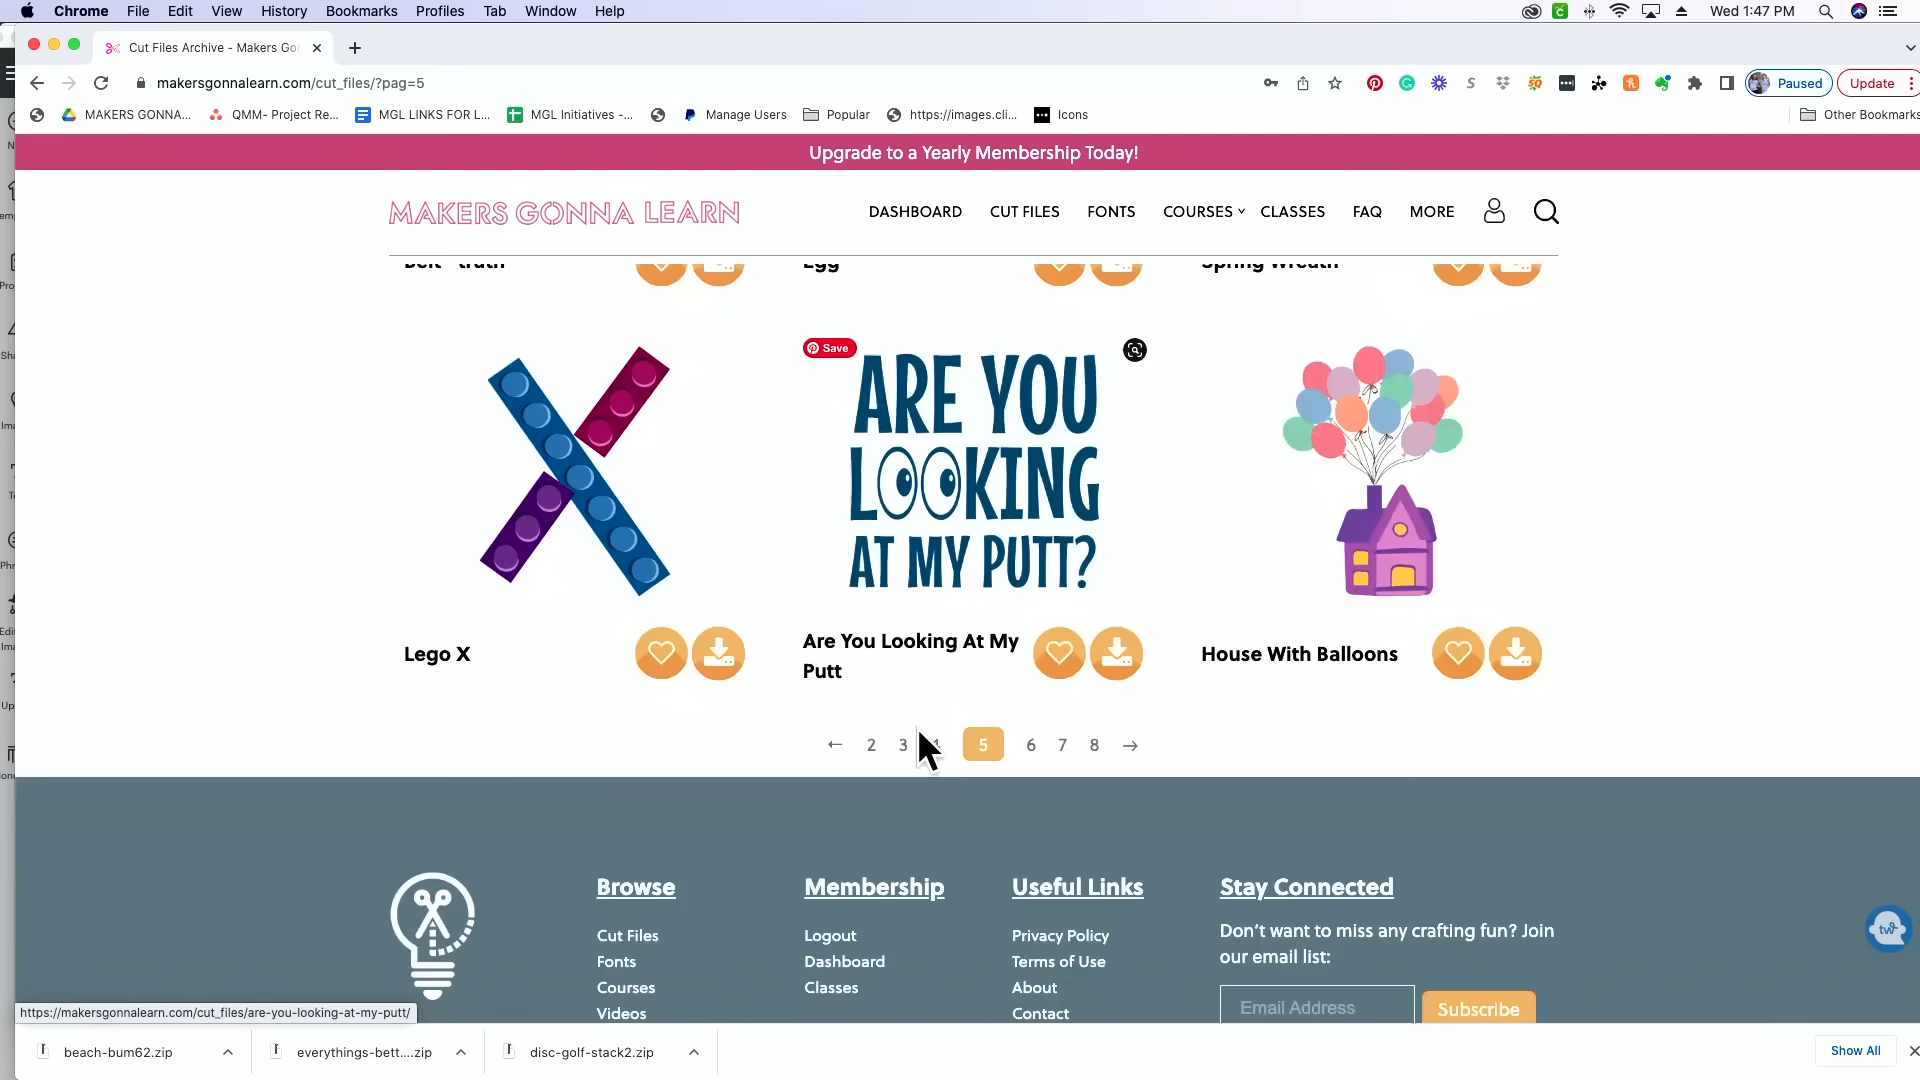 Chrome File Edit View History Bookmarks Profiles Tab Window Help Wed 1:47 PM
Cut Files Archive - Makers Go
makersgonnalearn.com/cut_files/?pag=5 Paused Update
MAKERS GONNA... QMM- Project Re... MGL LINKS FOR L... MGL Initiatives -... Manage Users Popular https://images.cli... Icons Other Bookmarks
Upgrade to a Yearly Membership Today!
MAKERS GONNA LEARN DASHBOARD CUT FILES FONTS COURSES CLASSES FAQ MORE
Belt - truth Egg Spring Wreath
Save
ARE YOU
LOOKING
AT MY PUTT?
Lego X
Are You Looking At My
Putt
House With Balloons
← 2 3 4 5 6 7 8 →
Browse
Cut Files
Fonts
Courses
Videos
Membership
Logout
Dashboard
Classes
Useful Links
Privacy Policy
Terms of Use
About
Contact
Stay Connected
Don't want to miss any crafting fun? Join
our email list:
Email Address Subscribe
https://makersgonnalearn.com/cut_files/are-you-looking-at-my-putt/
beach-bum62.zip everythings-bett....zip disc-golf-stack2.zip Show All